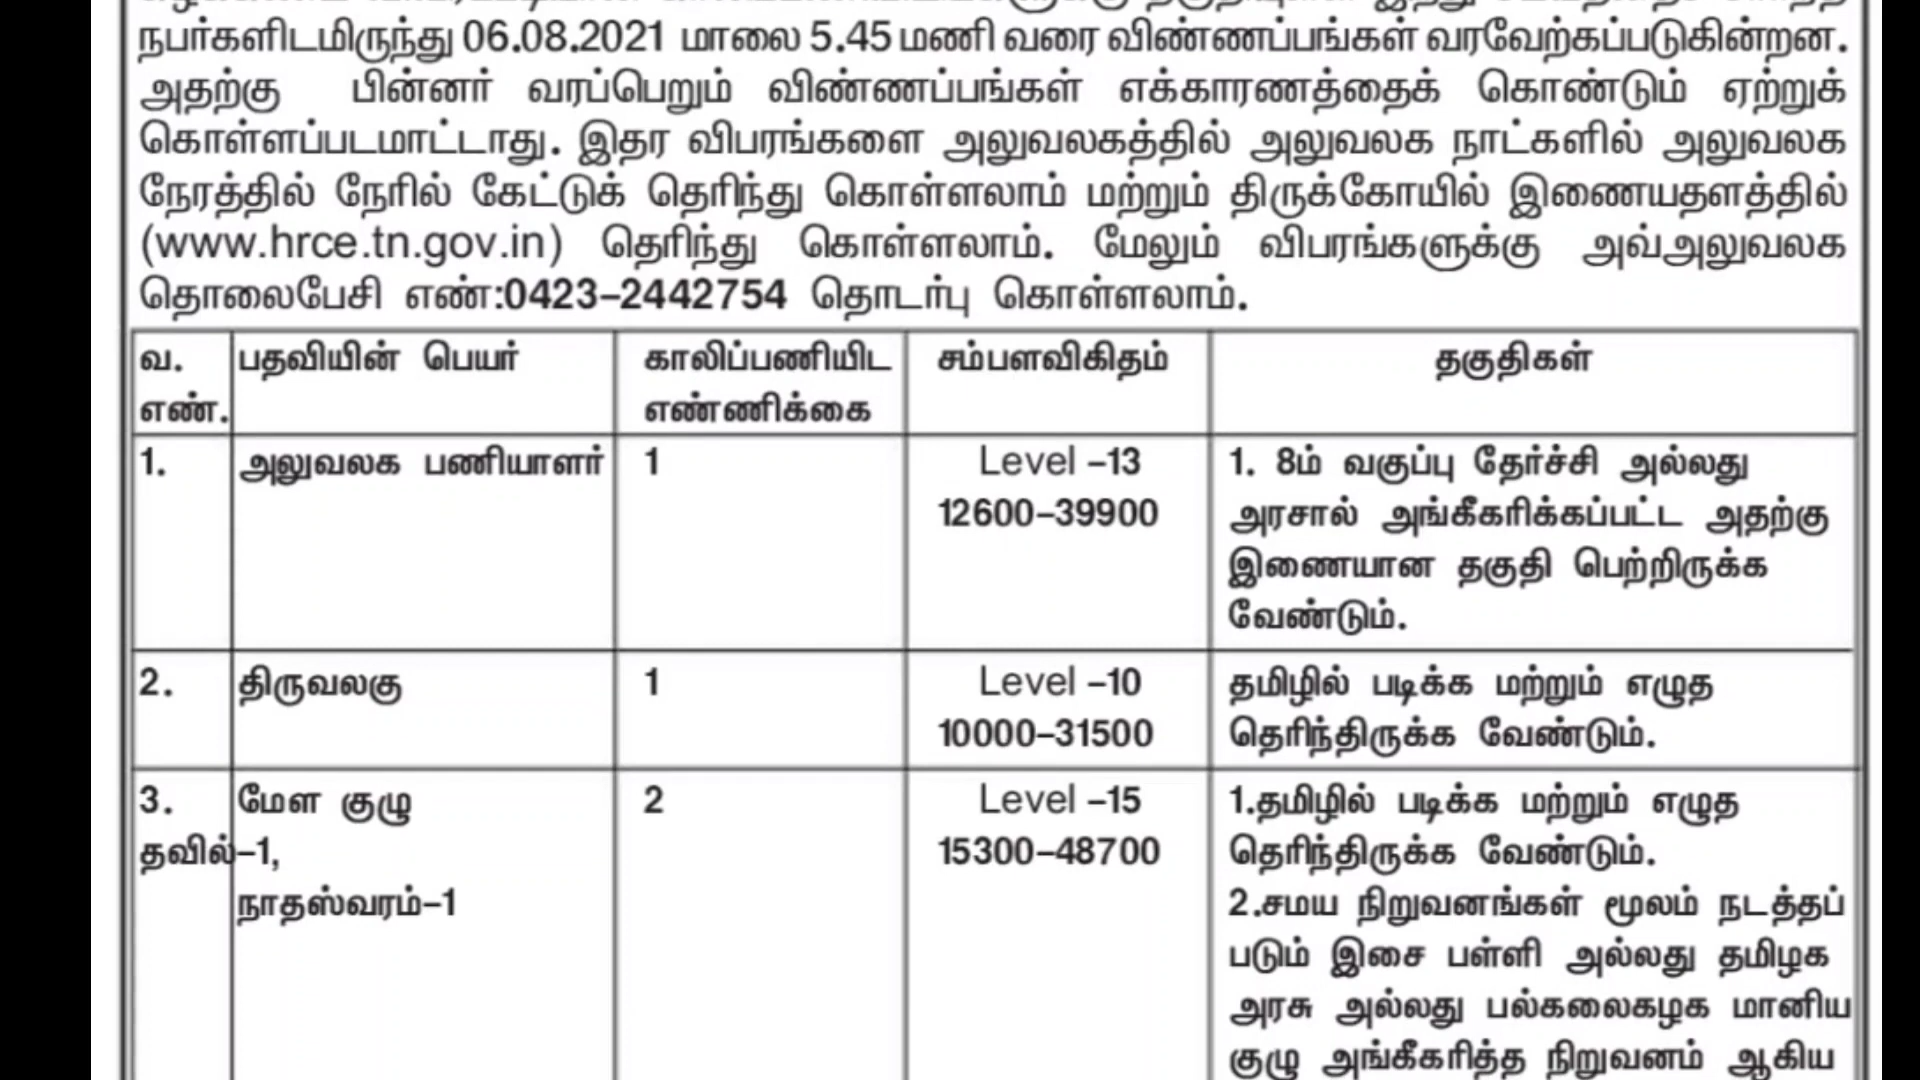 நபர்களிடமிருந்து 06.08.2021 மாலை 5.45 மணி வரை விண்ணப்பங்கள் வரவேற்கப்படுகின்றன.
அதற்கு பின்னர் வரப்பெறும் விண்ணப்பங்கள் எக்காரணத்தைக் கொண்டும் ஏற்றுக்
கொள்ளப்படமாட்டாது. இதர விபரங்களை அலுவலகத்தில் அலுவலக நாட்களில் அலுவலக
நேரத்தில் நேரில் கேட்டுக் தெரிந்து கொள்ளலாம் மற்றும் திருக்கோயில் இணையதளத்தில்
(www.hrce.tn.gov.in) தெரிந்து கொள்ளலாம். மேலும் விபரங்களுக்கு அவ்அலுவலக
தொலைபேசி எண்:0423-2442754 தொடர்பு கொள்ளலாம்.
வ. எண். பதவியின் பெயர் காலிப்பணியிட எண்ணிக்கை சம்பளவிகிதம் தகுதிகள்
1. அலுவலக பணியாளர் 1 Level -13 1. 8ம் வகுப்பு தேர்ச்சி அல்லது
12600-39900 அரசால் அங்கீகரிக்கப்பட்ட அதற்கு
இணையான தகுதி பெற்றிருக்க
வேண்டும்.
2. திருவலகு 1 Level -10 தமிழில் படிக்க மற்றும் எழுத
10000-31500 தெரிந்திருக்க வேண்டும்.
3. மேள குழு 2 Level -15 1.தமிழில் படிக்க மற்றும் எழுத
தவில்-1, 15300-48700 தெரிந்திருக்க வேண்டும்.
நாதஸ்வரம்-1 2.சமய நிறுவனங்கள் மூலம் நடத்தப்
படும் இசை பள்ளி அல்லது தமிழக
அரசு அல்லது பல்கலைகழக மானிய
குழு அங்கீகரித்த நிறுவனம் ஆகிய